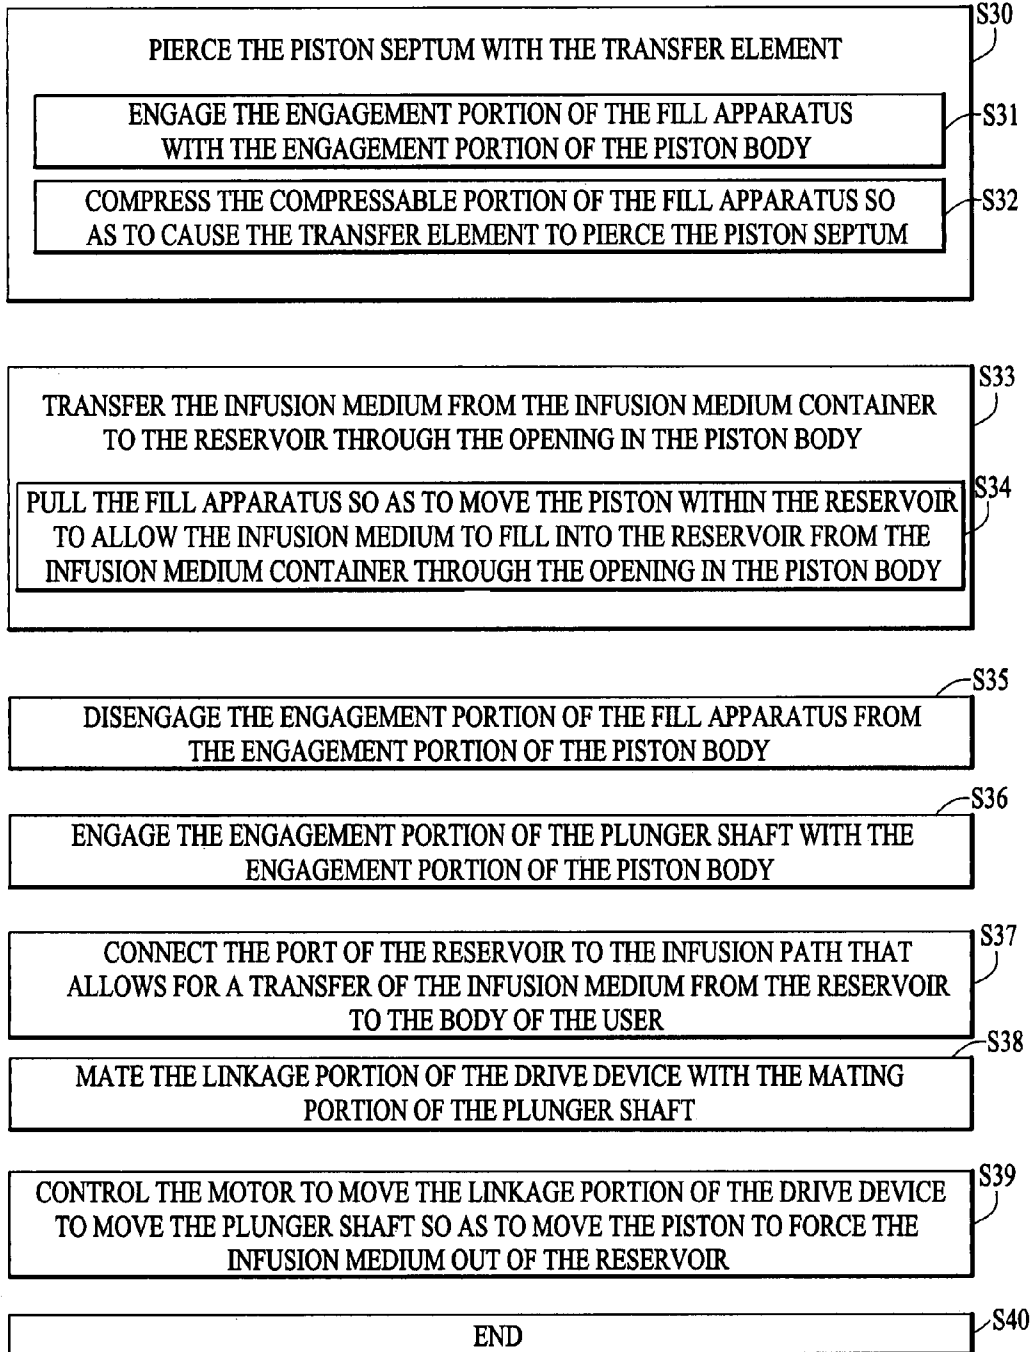 S30
PIERCE THE PISTON SEPTUM WITH THE TRANSFER ELEMENT
ENGAGE THE ENGAGEMENT PORTION OF THE FILL APPARATUS
WITH THE ENGAGEMENT PORTION OF THE PISTON BODY
S31
COMPRESS THE COMPRESSABLE PORTION OF THE FILL APPARATUS SO
AS TO CAUSE THE TRANSFER ELEMENT TO PIERCE THE PISTON SEPTUM
S32
S33
TRANSFER THE INFUSION MEDIUM FROM THE INFUSION MEDIUM CONTAINER
TO THE RESERVOIR THROUGH THE OPENING IN THE PISTON BODY
S34
PULL THE FILL APPARATUS SO AS TO MOVE THE PISTON WITHIN THE RESERVOIR
TO ALLOW THE INFUSION MEDIUM TO FILL INTO THE RESERVOIR FROM THE
INFUSION MEDIUM CONTAINER THROUGH THE OPENING IN THE PISTON BODY
S35
DISENGAGE THE ENGAGEMENT PORTION OF THE FILL APPARATUS FROM
THE ENGAGEMENT PORTION OF THE PISTON BODY
S36
ENGAGE THE ENGAGEMENT PORTION OF THE PLUNGER SHAFT WITH THE
ENGAGEMENT PORTION OF THE PISTON BODY
S37
CONNECT THE PORT OF THE RESERVOIR TO THE INFUSION PATH THAT
ALLOWS FOR A TRANSFER OF THE INFUSION MEDIUM FROM THE RESERVOIR
TO THE BODY OF THE USER
S38
MATE THE LINKAGE PORTION OF THE DRIVE DEVICE WITH THE MATING
PORTION OF THE PLUNGER SHAFT
S39
CONTROL THE MOTOR TO MOVE THE LINKAGE PORTION OF THE DRIVE DEVICE
TO MOVE THE PLUNGER SHAFT SO AS TO MOVE THE PISTON TO FORCE THE
INFUSION MEDIUM OUT OF THE RESERVOIR
S40
END